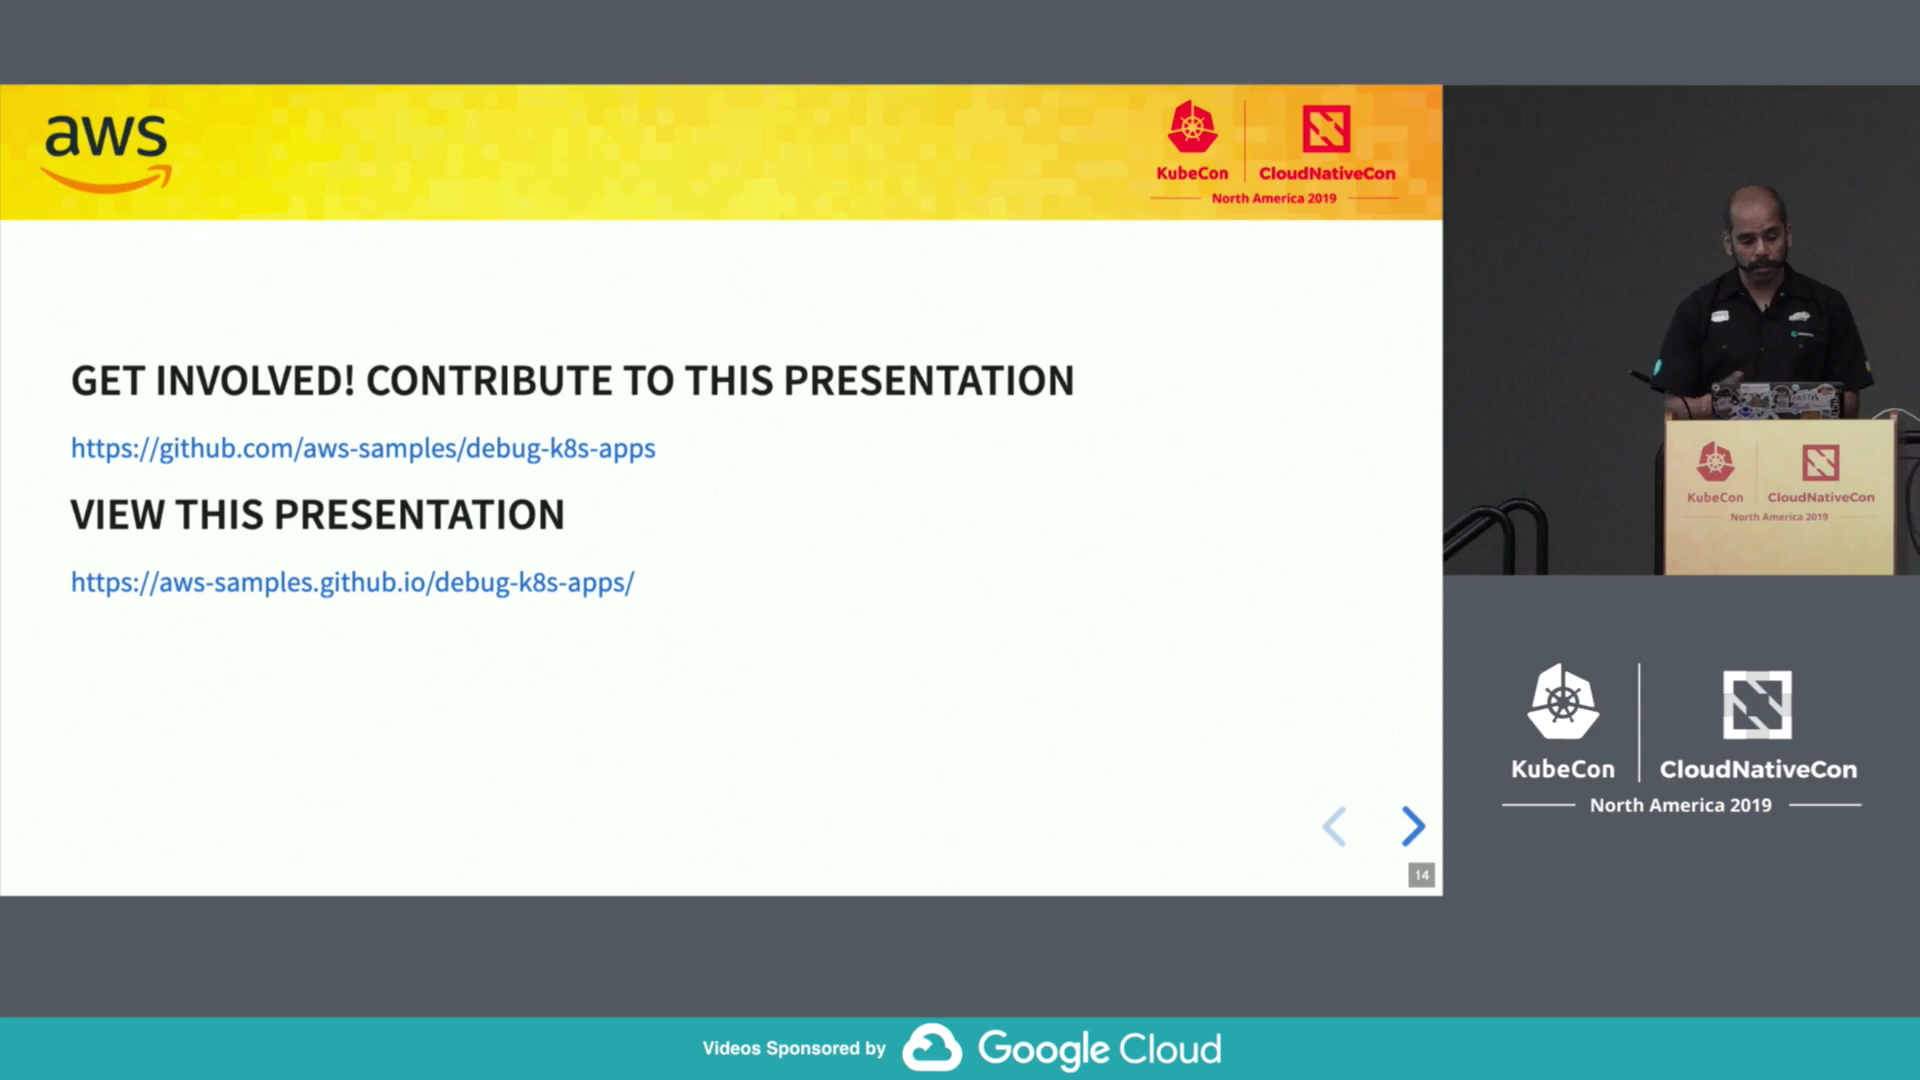 aws
KubeCon
CloudNativeCon
North America 2019
GET INVOLVED! CONTRIBUTE TO THIS PRESENTATION
https://github.com/aws-samples/debug-k8s-apps
VIEW THIS PRESENTATION
https://aws-samples.github.io/debug-k8s-apps/
14
KubeCon
CloudNativeCon
North America 2019
KubeCon
CloudNativeCon
North America 2019
Videos Sponsored by Google Cloud